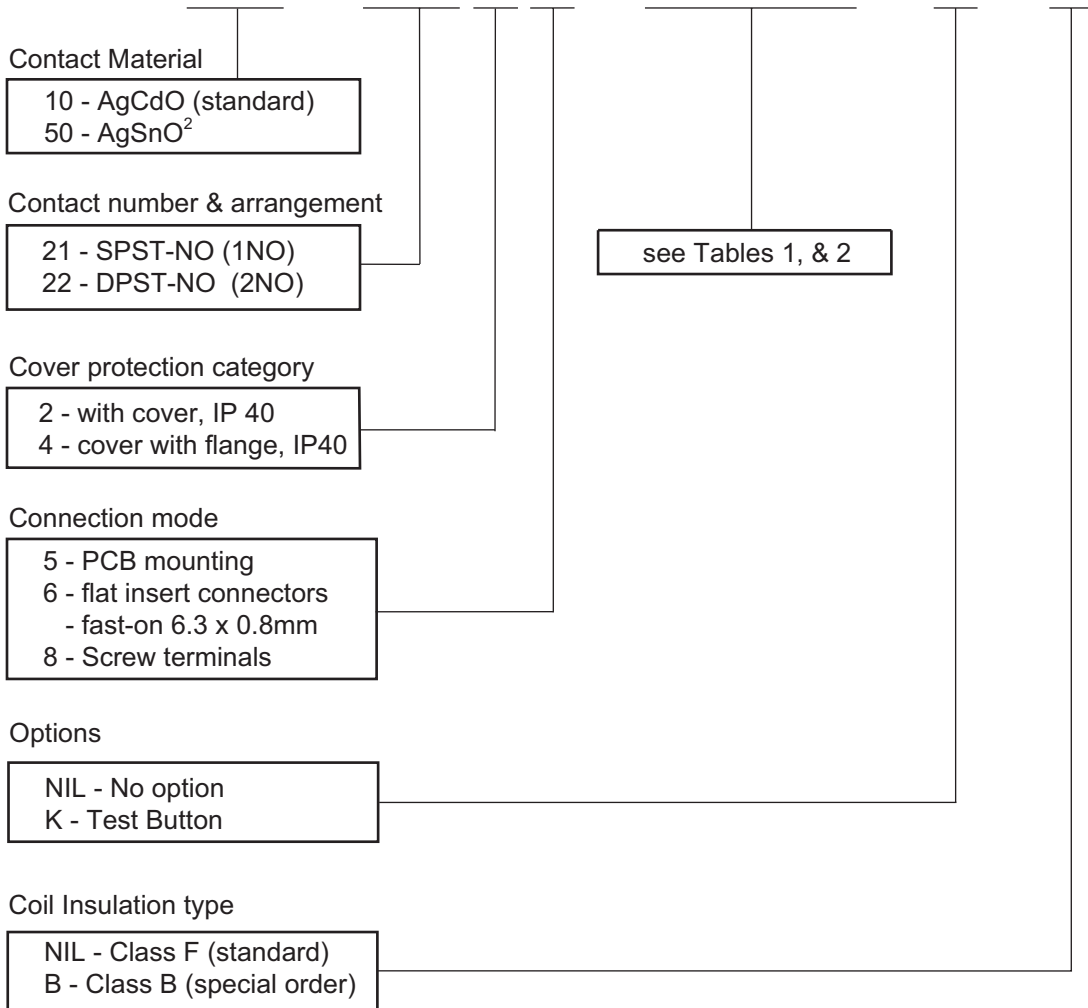 Contact Material
10 - AgCdO (standard)
50 - AgSnO²
Contact number & arrangement
21 - SPST-NO (1NO)
22 - DPST-NO (2NO)
see Tables 1, & 2
Cover protection category
2 - with cover, IP 40
4 - cover with flange, IP40
Connection mode
5 - PCB mounting
6 - flat insert connectors
- fast-on 6.3 x 0.8mm
8 - Screw terminals
Options
NIL - No option
K - Test Button
Coil Insulation type
NIL - Class F (standard)
B - Class B (special order)